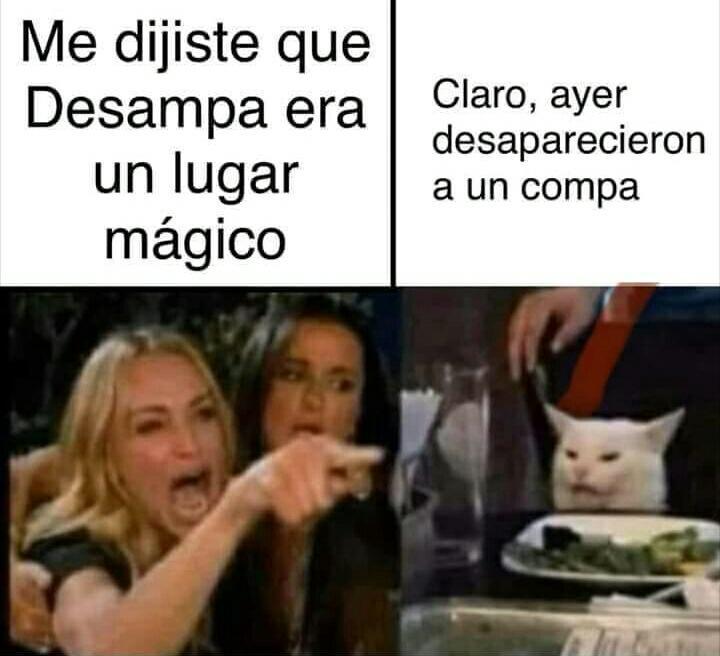 Me dijiste que
Desampa era
un lugar
mágico
Claro, ayer
desaparecieron
a un compa